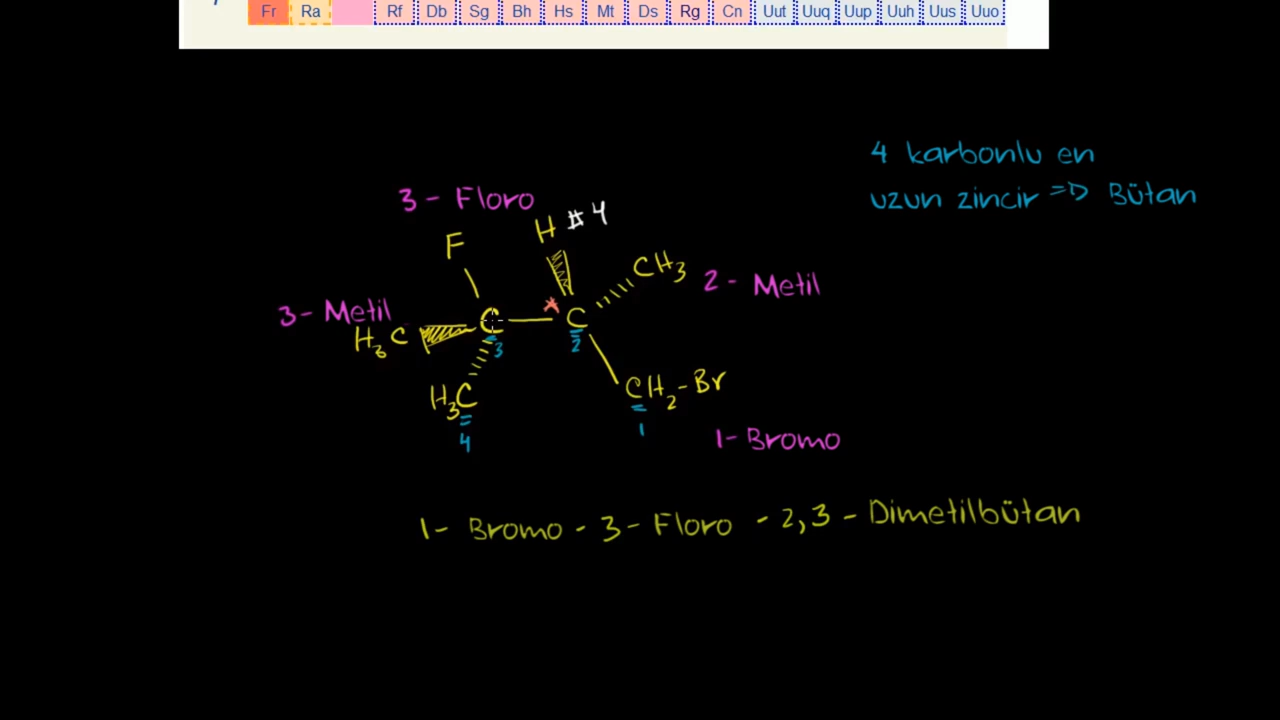 Fr Ra Rf Db Sg Bh Hs Mt Ds Rg Cn Uut Uuq Uup Uuh Uus Uuo
4 karbonlu en
uzun zincir => Bütan
3 - Floro
H #4
F
CH3
2 - Metil
3 - Metil
H3C
C * C
3 2
H3C
CH2-Br
4
1
1- Bromo
1- Bromo - 3 - Floro - 2,3 - Dimetilbütan